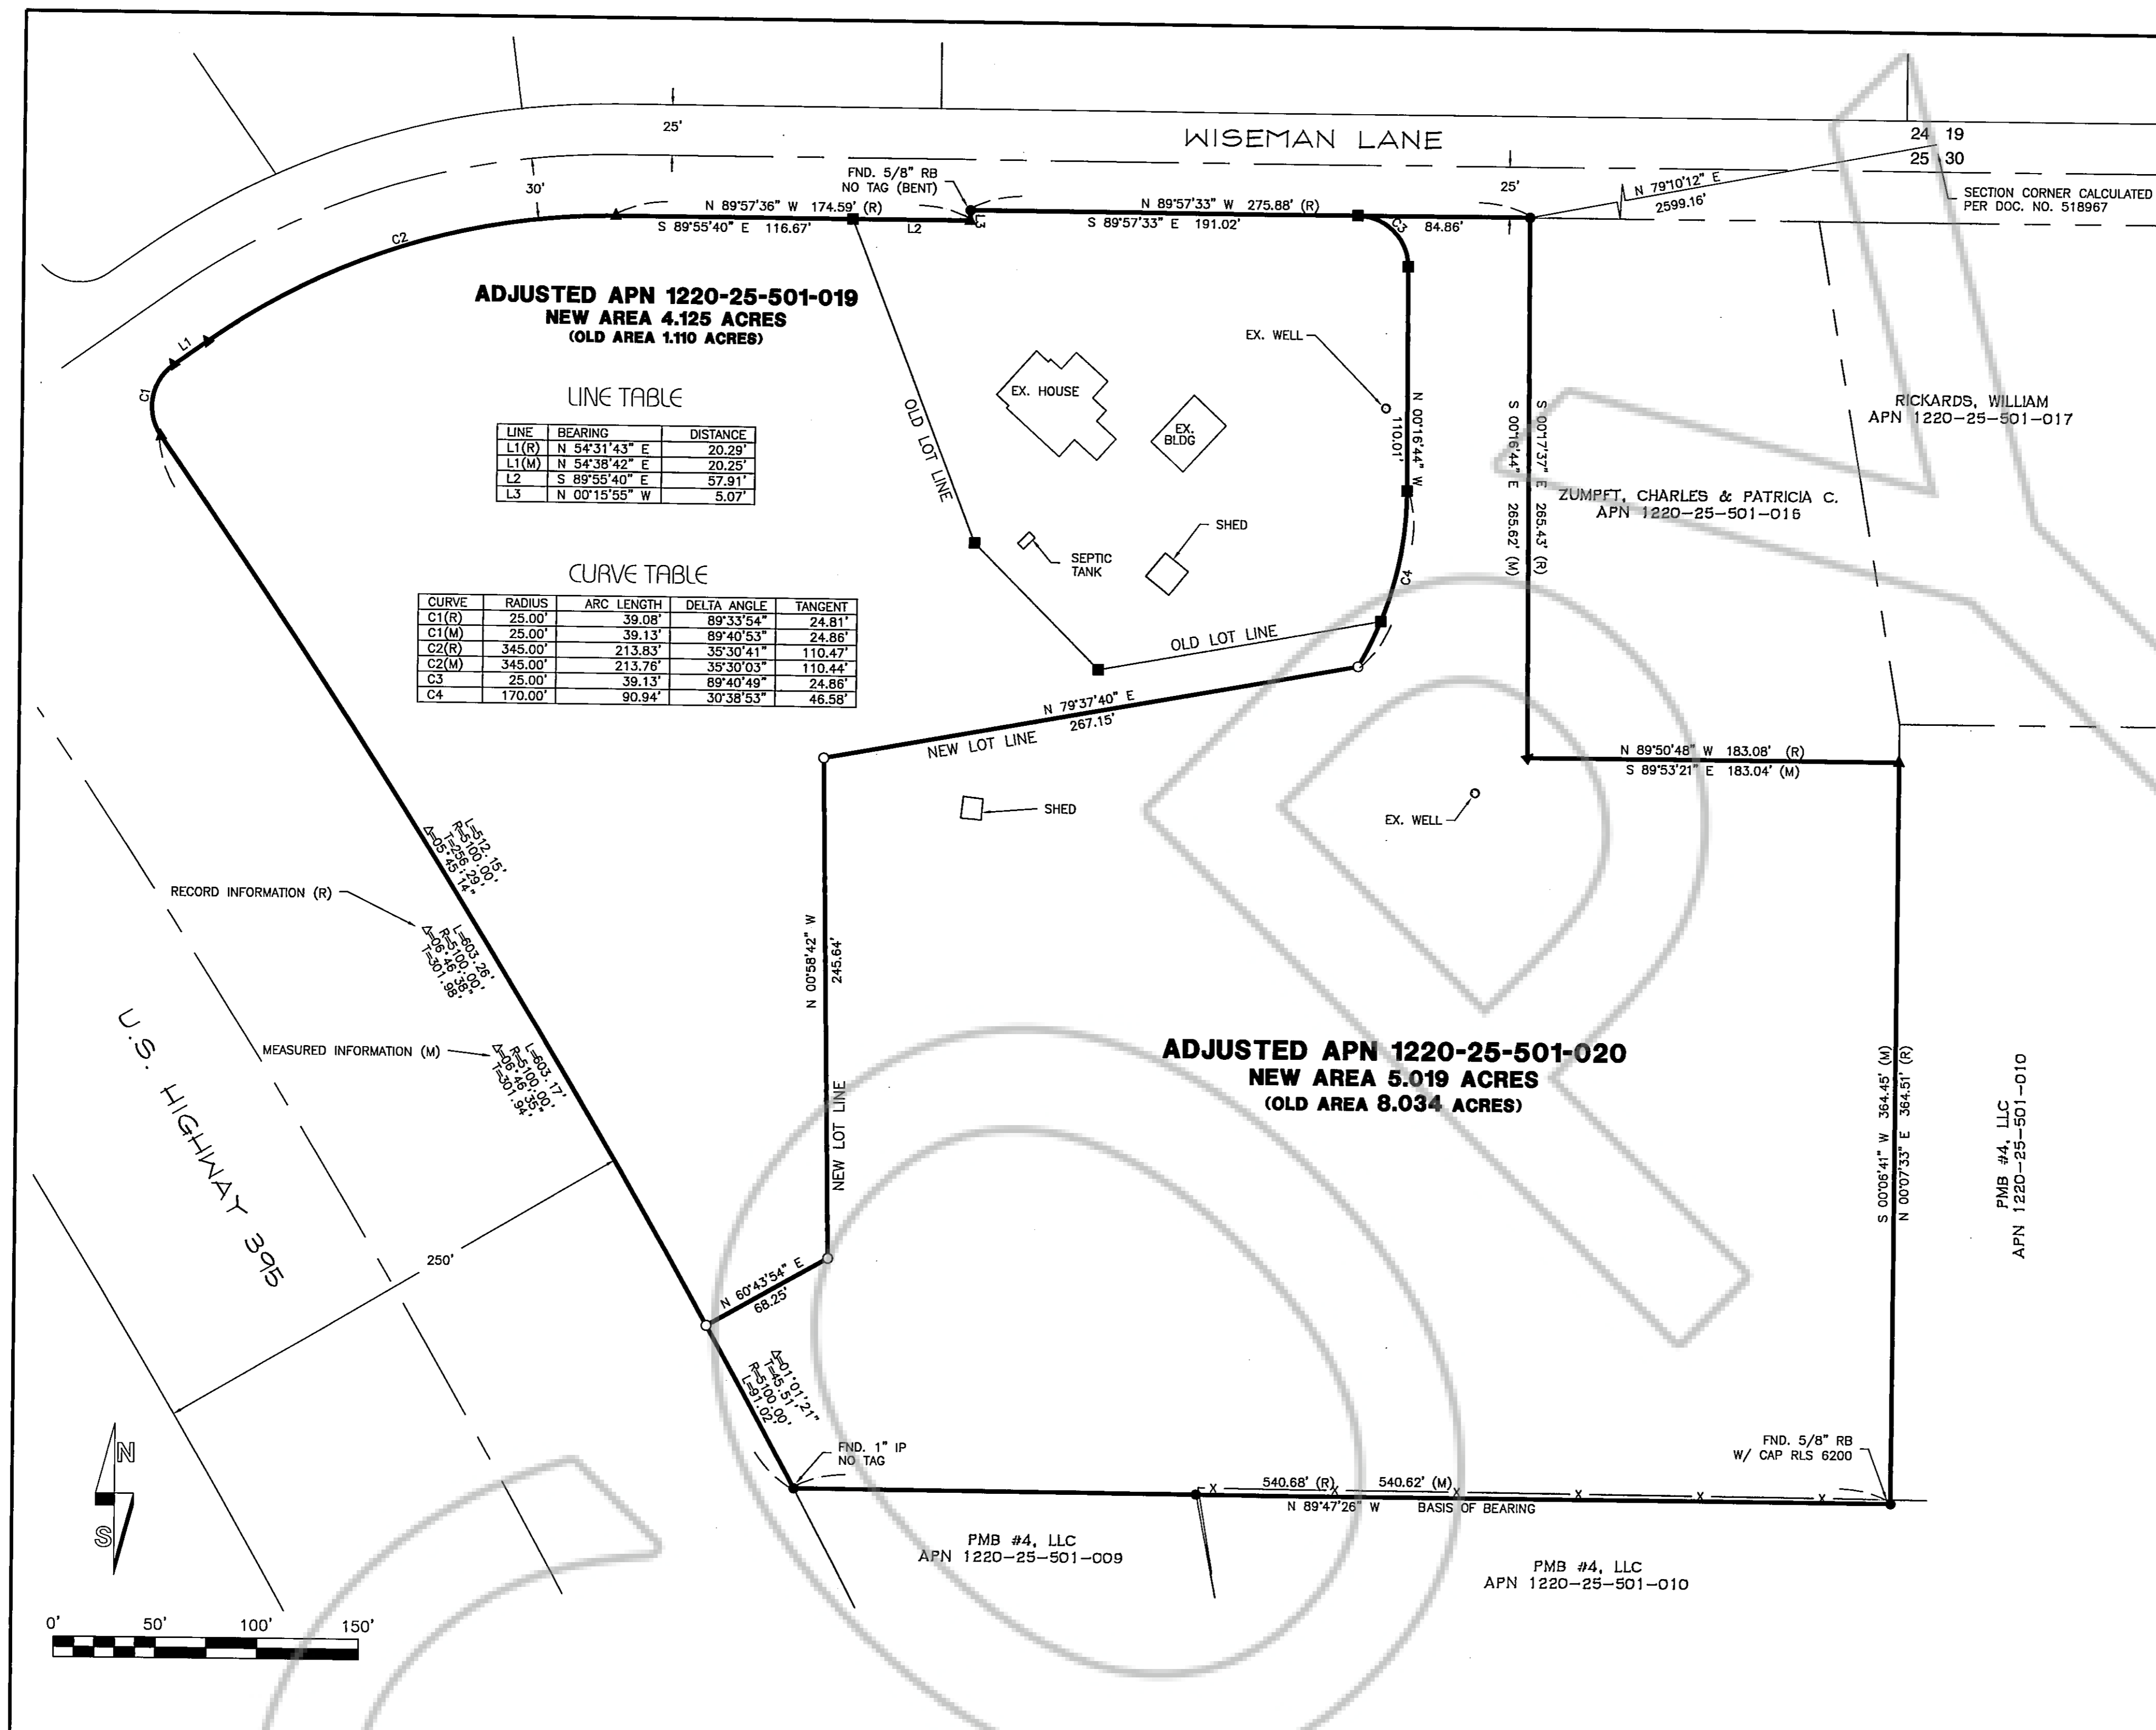 WISEMAN LANE
24 19
25 30
25'
30'
25'
FND. 5/8" RB
NO TAG (BENT)
N 89°57'36" W 174.59' (R)
S 89°55'40" E 116.67'
L2
L3
N 89°57'33" W 275.88' (R)
S 89°57'33" E 191.02'
C3
84.86'
N 79°10'12" E
2599.16'
SECTION CORNER CALCULATED
PER DOC. NO. 518967
C2
L1
C1
ADJUSTED APN 1220-25-501-019
NEW AREA 4.125 ACRES
(OLD AREA 1.110 ACRES)
LINE TABLE
LINE BEARING DISTANCE
L1(R) N 54°31'43" E 20.29'
L1(M) N 54°38'42" E 20.25'
L2 S 89°55'40" E 57.91'
L3 N 00°15'55" W 5.07'
CURVE TABLE
CURVE RADIUS ARC LENGTH DELTA ANGLE TANGENT
C1(R) 25.00' 39.08' 89°33'54" 24.81'
C1(M) 25.00' 39.13' 89°40'53" 24.86'
C2(R) 345.00' 213.83' 35°30'41" 110.47'
C2(M) 345.00' 213.76' 35°30'03" 110.44'
C3 25.00' 39.13' 89°40'49" 24.86'
C4 170.00' 90.94' 30°38'53" 46.58'
OLD LOT LINE
EX. HOUSE
EX.
BLDG
EX. WELL
SHED
SEPTIC
TANK
N 00°16'44" W
110.01'
C4
OLD LOT LINE
S 00°16'44" E 265.62' (M)
S 00°17'37" E 265.43' (R)
RICKARDS, WILLIAM
APN 1220-25-501-017
ZUMPFT, CHARLES & PATRICIA C.
APN 1220-25-501-016
N 79°37'40" E
267.15'
NEW LOT LINE
N 89°50'48" W 183.08' (R)
S 89°53'21" E 183.04' (M)
SHED
EX. WELL
L=512.15'
R=5100.00'
T=256.29'
Δ=05°45'14"
RECORD INFORMATION (R)
L=603.26'
R=5100.00'
Δ=06°46'38"
T=301.98'
MEASURED INFORMATION (M)
L=603.17'
R=5100.00'
Δ=06°46'35"
T=301.94'
N 00°58'42" W
245.64'
NEW LOT LINE
ADJUSTED APN 1220-25-501-020
NEW AREA 5.019 ACRES
(OLD AREA 8.034 ACRES)
S 00°06'41" W 364.45' (M)
N 00°07'33" E 364.51' (R)
PMB #4, LLC
APN 1220-25-501-010
U.S. HIGHWAY 395
250'
N 60°43'54" E
68.25'
Δ=01°01'21"
T=45.51'
R=5100.00'
L=91.02'
FND. 1" IP
NO TAG
FND. 5/8" RB
W/ CAP RLS 6200
540.68' (R) 540.62' (M)
N 89°47'26" W BASIS OF BEARING
PMB #4, LLC
APN 1220-25-501-009
PMB #4, LLC
APN 1220-25-501-010
N
S
0' 50' 100' 150'